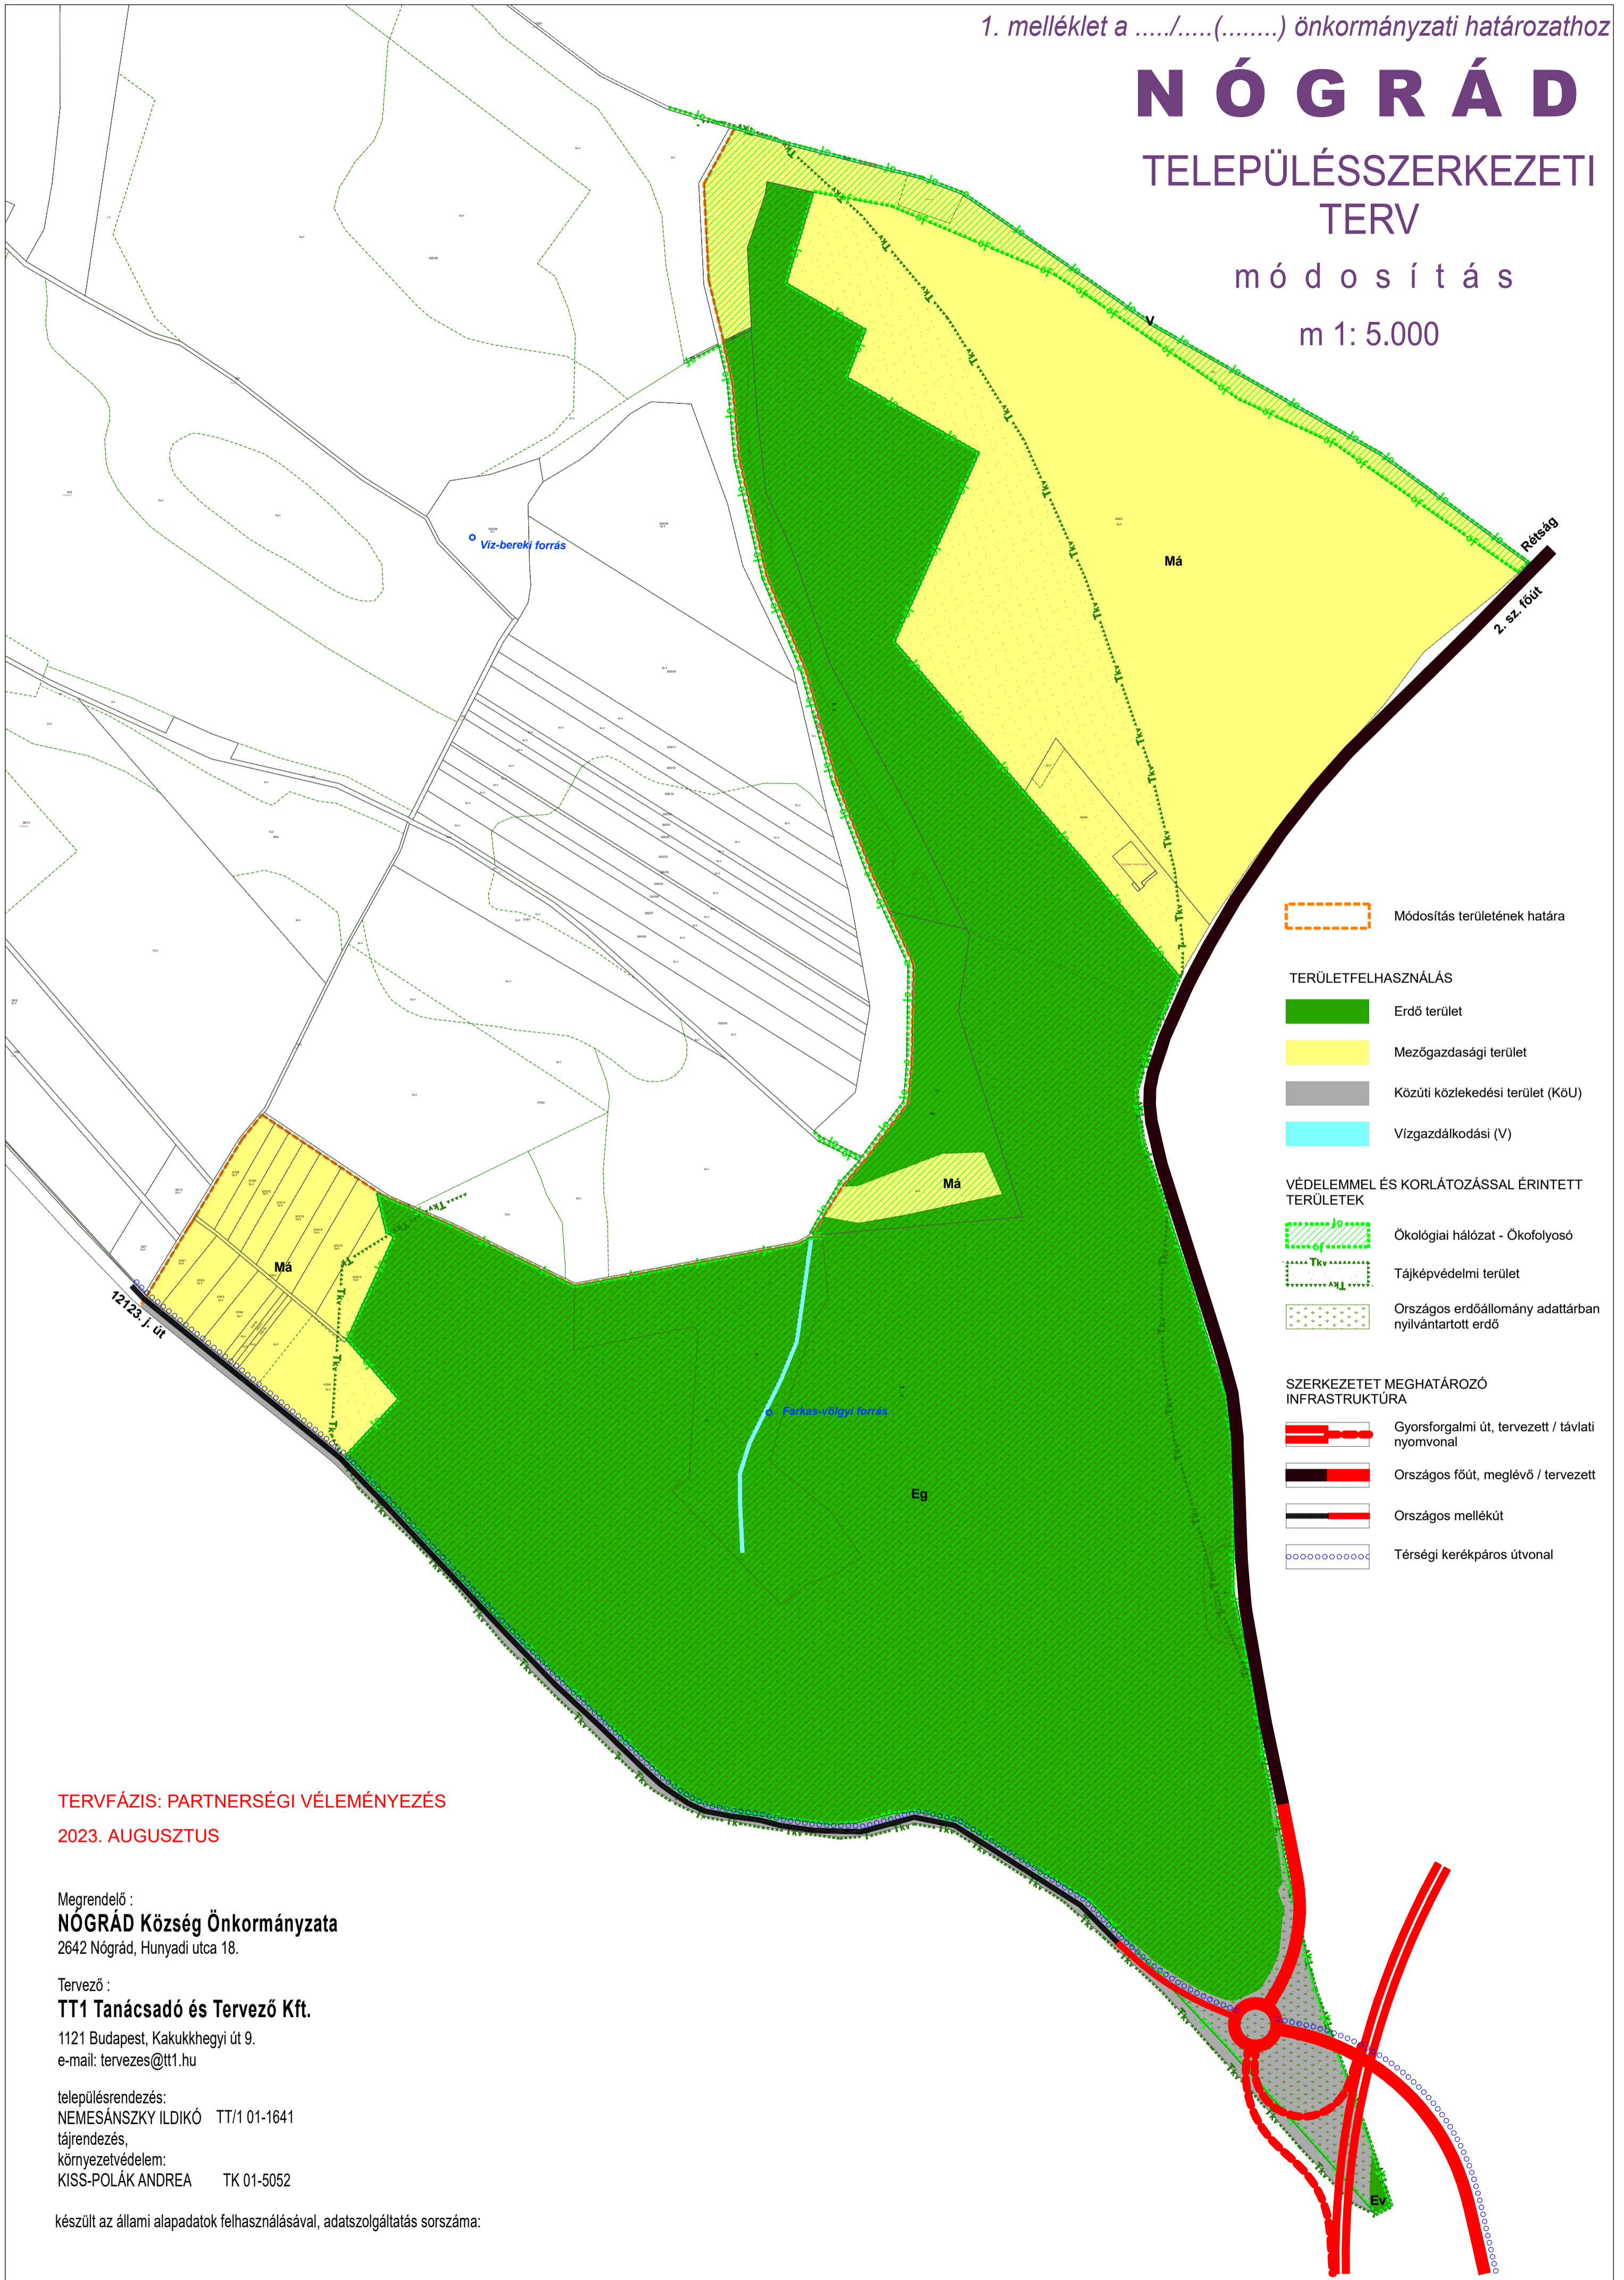 1. melléklet a ...../.....(........) önkormányzati határozathoz
NÓGRÁD
TELEPÜLÉSSZERKEZETI
TERV
módosítás
m 1: 5.000
V
Rétság
2. sz. főút
Má
Víz-bereki forrás
Má
Má
12123. j. út
Farkas-völgyi forrás
Eg
Ev
Módosítás területének határa
TERÜLETFELHASZNÁLÁS
Erdő terület
Mezőgazdasági terület
Közúti közlekedési terület (KöU)
Vízgazdálkodási (V)
VÉDELEMMEL ÉS KORLÁTOZÁSSAL ÉRINTETT
TERÜLETEK
öf
Ökológiai hálózat - Ökofolyosó
Tkv
Tájképvédelmi terület
Országos erdőállomány adattárban
nyilvántartott erdő
SZERKEZETET MEGHATÁROZÓ
INFRASTRUKTÚRA
Gyorsforgalmi út, tervezett / távlati
nyomvonal
Országos főút, meglévő / tervezett
Országos mellékút
Térségi kerékpáros útvonal
TERVFÁZIS: PARTNERSÉGI VÉLEMÉNYEZÉS
2023. AUGUSZTUS
Megrendelő :
NÓGRÁD Község Önkormányzata
2642 Nógrád, Hunyadi utca 18.
Tervező :
TT1 Tanácsadó és Tervező Kft.
1121 Budapest, Kakukkhegyi út 9.
e-mail: tervezes@tt1.hu
településrendezés:
NEMESÁNSZKY ILDIKÓ TT/1 01-1641
tájrendezés,
környezetvédelem:
KISS-POLÁK ANDREA TK 01-5052
készült az állami alapadatok felhasználásával, adatszolgáltatás sorszáma: